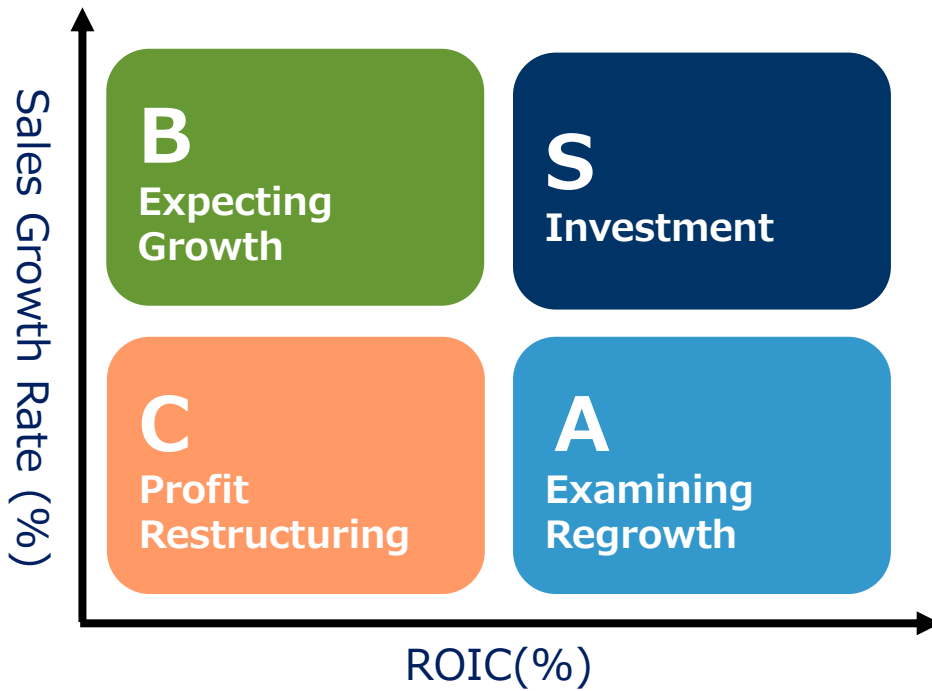 Sales Growth Rate (%)
B
Expecting
Growth
S
Investment
C
Profit
Restructuring
A
Examining
Regrowth
ROIC(%)